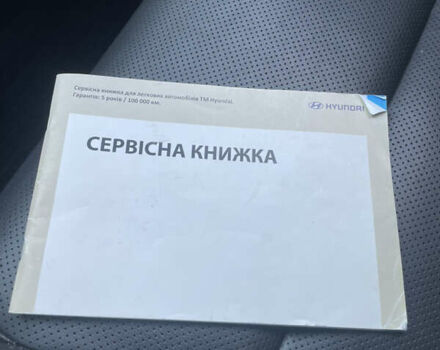 Сервісна книжка для легкових автомобілів ТМ Hyundai.
Гарантія: 5 років / 100 000 км.
HYUNDAI
СЕРВІСНА КНИЖКА